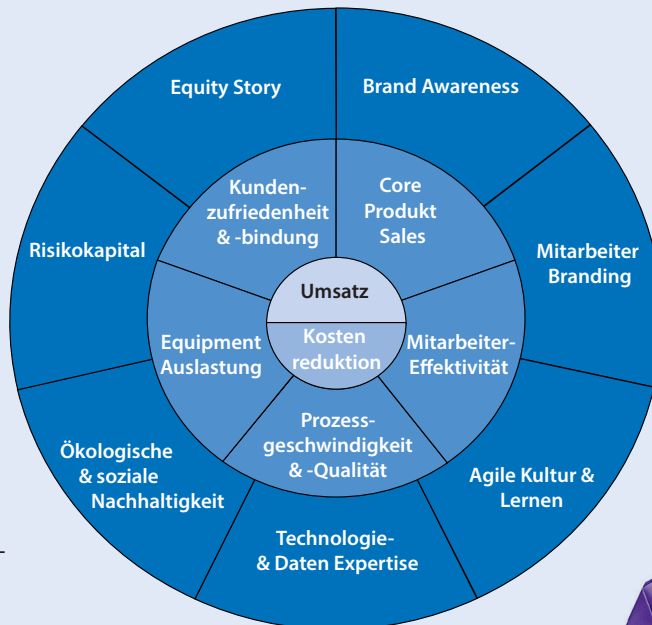 Equity Story
Brand Awareness
Kunden-
zufriedenheit
& -bindung
Core
Produkt
Sales
Risikokapital
Mitarbeiter
Branding
Umsatz
Kosten
reduktion
Equipment
Auslastung
Mitarbeiter-
Effektivität
Prozess-
geschwindigkeit
& -Qualität
Ökologische
& soziale
Nachhaltigkeit
Agile Kultur &
Lernen
Technologie-
& Daten Expertise
-